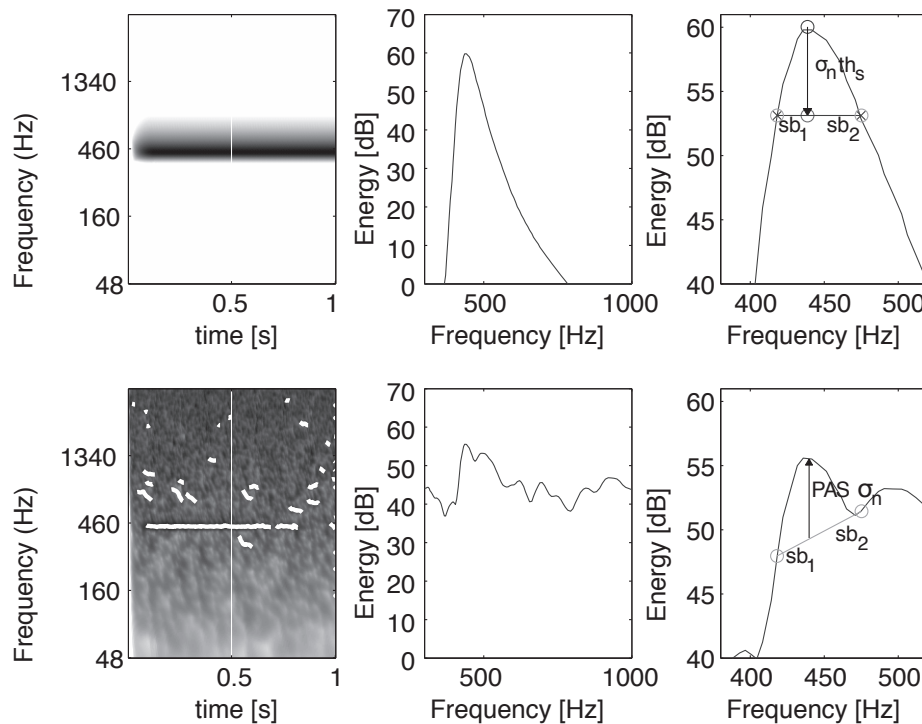 Frequency (Hz)
1340
460
160
48
0.5
1
time [s]
Energy [dB]
70
60
50
40
30
20
10
0
500
1000
Frequency [Hz]
Energy [dB]
60
55
50
45
40
400
450
500
Frequency [Hz]
σn ths
sb1
sb2
Frequency (Hz)
1340
460
160
48
0.5
1
time [s]
Energy [dB]
70
60
50
40
30
20
10
0
500
1000
Frequency [Hz]
Energy [dB]
60
55
50
45
40
400
450
500
Frequency [Hz]
PAS σn
sb1
sb2